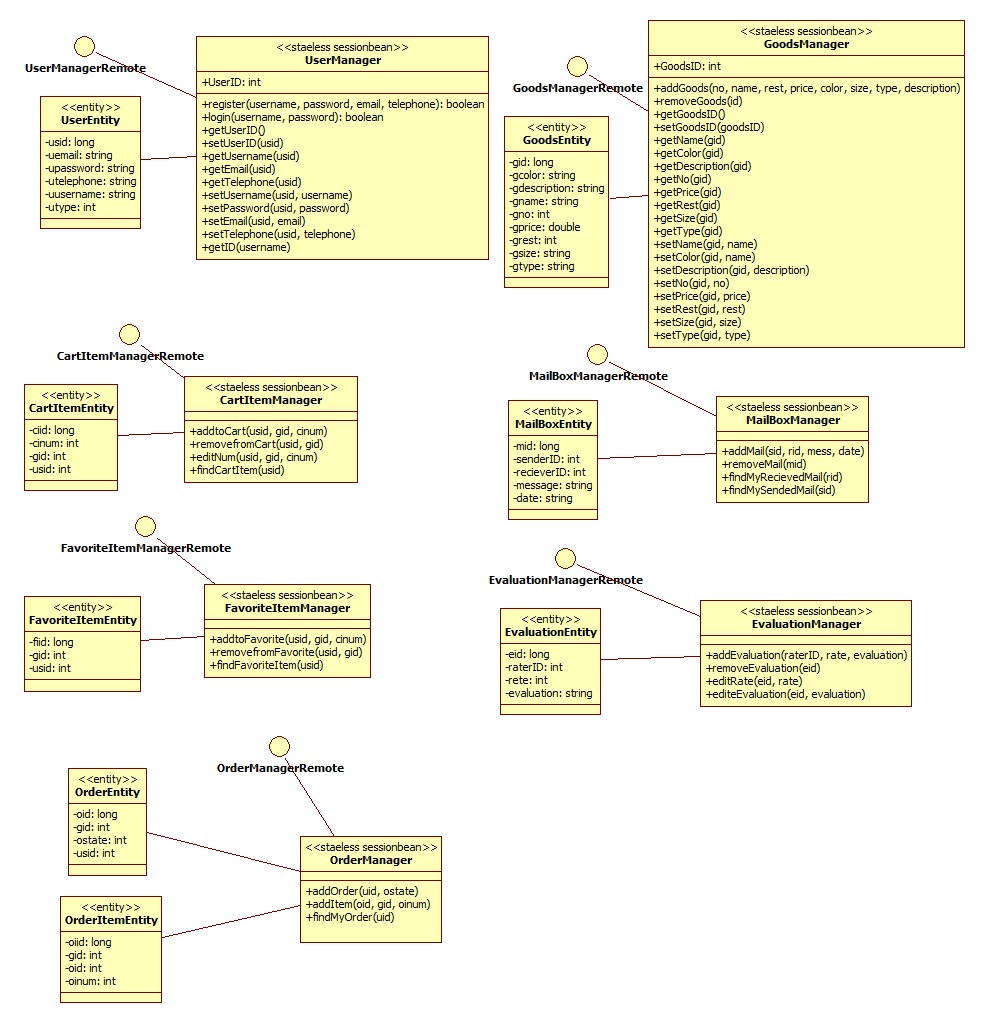 UserManagerRemote
<<staeless sessionbean>>
UserManager
+UserID: int
+register(username, password, email, telephone): boolean
+login(username, password): boolean
+getUserID()
+setUserID(usid)
+getUsername(usid)
+getEmail(usid)
+getTelephone(usid)
+setUsername(usid, username)
+setPassword(usid, password)
+setEmail(usid, email)
+setTelephone(usid, telephone)
+getID(username)
<<entity>>
UserEntity
-usid: long
-uemail: string
-upassword: string
-utelephone: string
-uusername: string
-utype: int
GoodsManagerRemote
<<staeless sessionbean>>
GoodsManager
+GoodsID: int
+addGoods(no, name, rest, price, color, size, type, description)
+removeGoods(id)
+getGoodsID()
+setGoodsID(goodsID)
+getName(gid)
+getColor(gid)
+getDescription(gid)
+getNo(gid)
+getPrice(gid)
+getRest(gid)
+getSize(gid)
+getType(gid)
+setName(gid, name)
+setColor(gid, name)
+setDescription(gid, description)
+setNo(gid, no)
+setPrice(gid, price)
+setRest(gid, rest)
+setSize(gid, size)
+setType(gid, type)
<<entity>>
GoodsEntity
-gid: long
-gcolor: string
-gdescription: string
-gname: string
-gno: int
-gprice: double
-grest: int
-gsize: string
-gtype: string
CartItemManagerRemote
<<staeless sessionbean>>
CartItemManager
+addtoCart(usid, gid, cinum)
+removefromCart(usid, gid)
+editNum(usid, gid, cinum)
+findCartItem(usid)
<<entity>>
CartItemEntity
-ciid: long
-cinum: int
-gid: int
-usid: int
MailBoxManagerRemote
<<staeless sessionbean>>
MailBoxManager
+addMail(sid, rid, mess, date)
+removeMail(mid)
+findMyRecievedMail(rid)
+findMySendedMail(sid)
<<entity>>
MailBoxEntity
-mid: long
-senderID: int
-recieverID: int
-message: string
-date: string
FavoriteItemManagerRemote
<<staeless sessionbean>>
FavoriteItemManager
+addtoFavorite(usid, gid, cinum)
+removefromFavorite(usid, gid)
+findFavoriteItem(usid)
<<entity>>
FavoriteItemEntity
-fiid: long
-gid: int
-usid: int
EvaluationManagerRemote
<<staeless sessionbean>>
EvaluationManager
+addEvaluation(raterID, rate, evaluation)
+removeEvaluation(eid)
+editRate(eid, rate)
+editeEvaluation(eid, evaluation)
<<entity>>
EvaluationEntity
-eid: long
-raterID: int
-rete: int
-evaluation: string
OrderManagerRemote
<<entity>>
OrderEntity
-oid: long
-gid: int
-ostate: int
-usid: int
<<staeless sessionbean>>
OrderManager
+addOrder(uid, ostate)
+addItem(oid, gid, oinum)
+findMyOrder(uid)
<<entity>>
OrderItemEntity
-oiid: long
-gid: int
-oid: int
-oinum: int